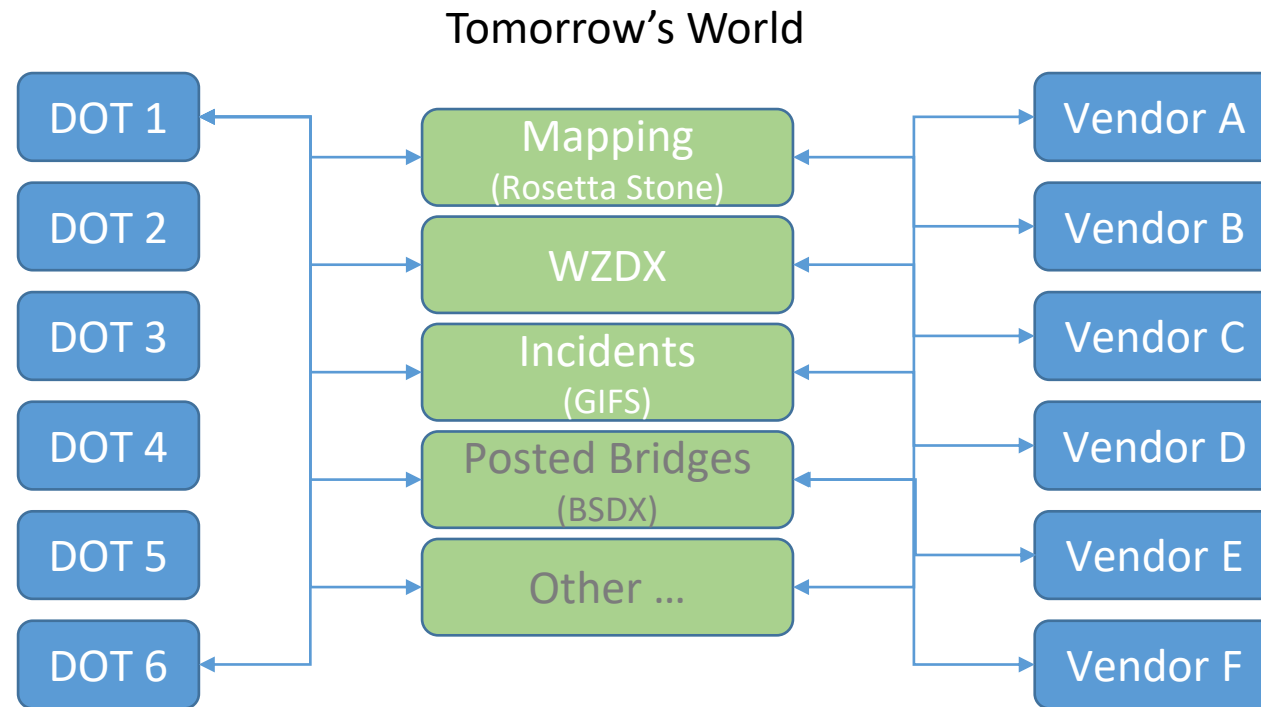 Tomorrow’s World
DOT 1
DOT 2
DOT 3
DOT 4
DOT 5
DOT 6
Mapping
(Rosetta Stone)
WZDX
Incidents
(GIFS)
Posted Bridges
(BSDX)
Other ...
Vendor A
Vendor B
Vendor C
Vendor D
Vendor E
Vendor F